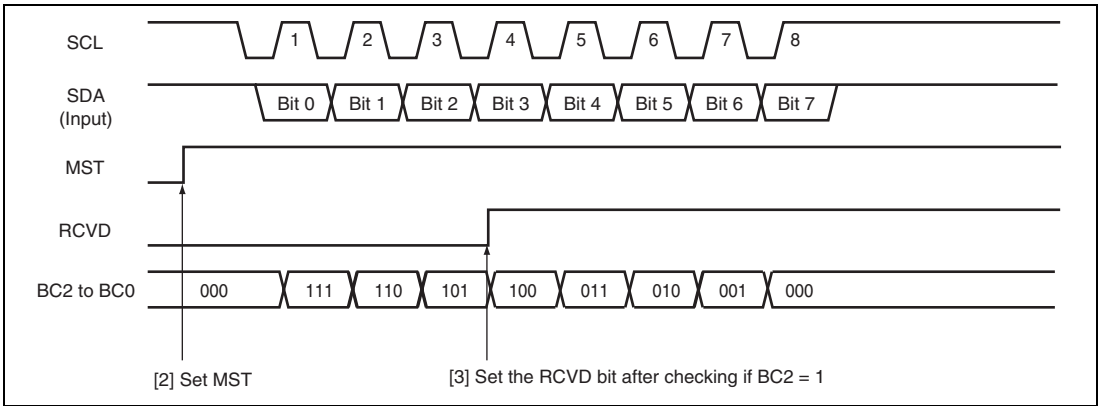 SCL 1 2 3 4 5 6 7 8
SDA
(Input)
Bit 0 Bit 1 Bit 2 Bit 3 Bit 4 Bit 5 Bit 6 Bit 7
MST
RCVD
BC2 to BC0 000 111 110 101 100 011 010 001 000
[2] Set MST [3] Set the RCVD bit after checking if BC2 = 1